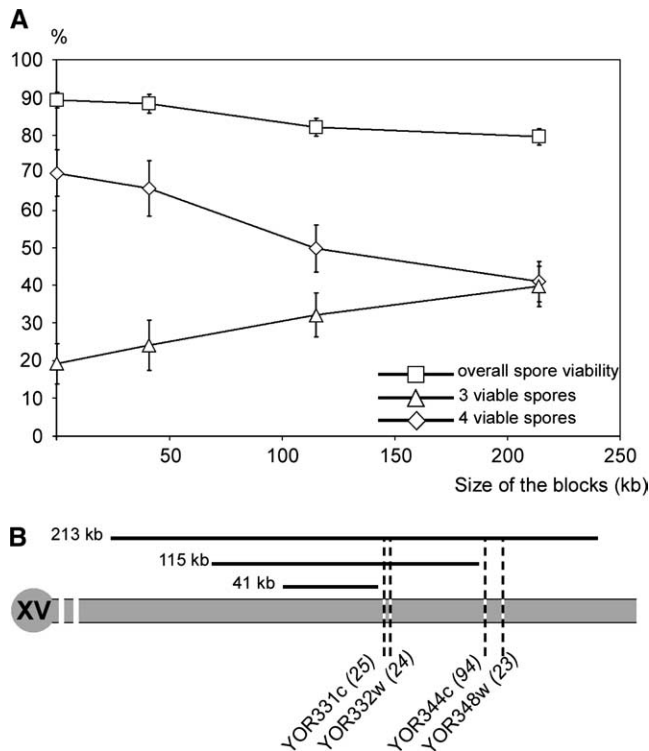 A
%
100
90
80
70
60
50
40
30
20
10
0
50
100
150
200
250
overall spore viability
3 viable spores
4 viable spores
Size of the blocks (kb)
B
213 kb
115 kb
41 kb
XV
YOR331c (25)
YOR332w (24)
YOR344c (94)
YOR348w (23)